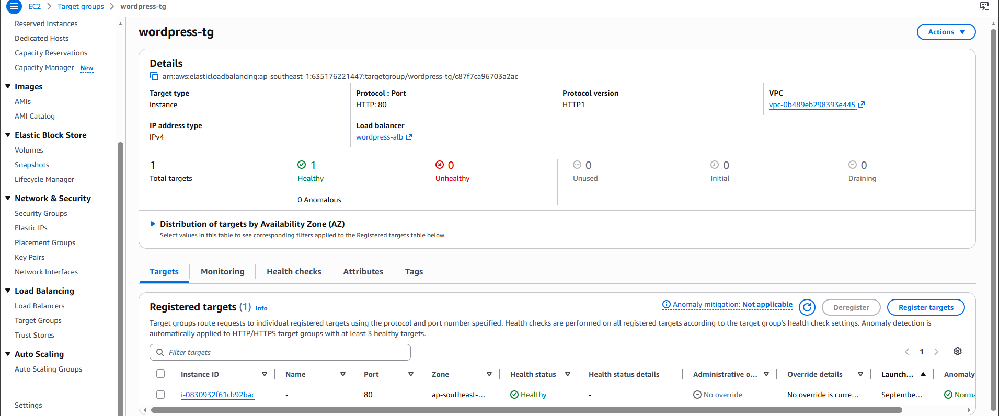 EC2 > Target groups > wordpress-tg
Reserved Instances
Dedicated Hosts
Capacity Reservations
Capacity Manager New
Images
AMIs
AMI Catalog
Elastic Block Store
Volumes
Snapshots
Lifecycle Manager
Network & Security
Security Groups
Elastic IPs
Placement Groups
Key Pairs
Network Interfaces
Load Balancing
Load Balancers
Target Groups
Trust Stores
Auto Scaling
Auto Scaling Groups
Settings
wordpress-tg
Actions
Details
arn:aws:elasticloadbalancing:ap-southeast-1:635176221447:targetgroup/wordpress-tg/c87f7ca96703a2ac
Target type
Instance
Protocol : Port
HTTP: 80
Protocol version
HTTP1
VPC
vpc-0b489eb298393e445
IP address type
IPv4
Load balancer
wordpress-alb
1
Total targets
1
Healthy
0 Anomalous
0
Unhealthy
0
Unused
0
Initial
0
Draining
Distribution of targets by Availability Zone (AZ)
Select values in this table to see corresponding filters applied to the Registered targets table below.
Targets Monitoring Health checks Attributes Tags
Registered targets (1) Info
Anomaly mitigation: Not applicable
Deregister
Register targets
Target groups route requests to individual registered targets using the protocol and port number specified. Health checks are performed on all registered targets according to the target group's health check settings. Anomaly detection is
automatically applied to HTTP/HTTPS target groups with at least 3 healthy targets.
Filter targets
1
Instance ID Name Port Zone Health status Health status details Administrative o... Override details Launch... Anomaly
i-0830932f61cb92bac - 80 ap-southeast-... Healthy - No override No override is curre... Septembe... Norma